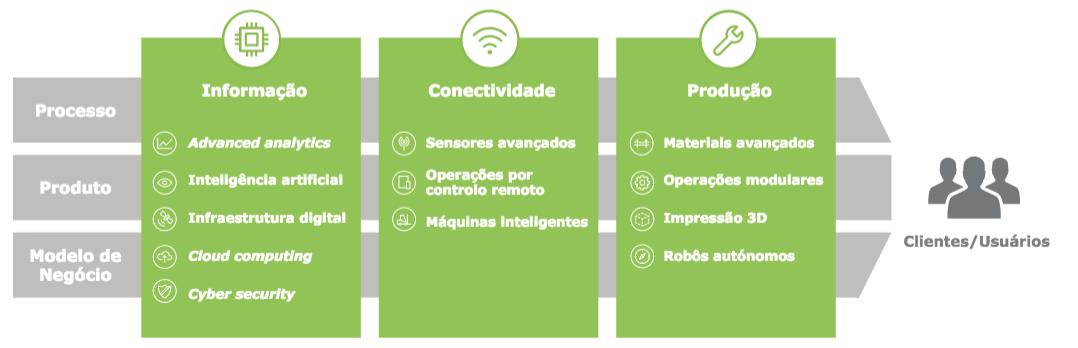 Processo
Produto
Modelo de
Negócio
Informação
Advanced analytics
Inteligência artificial
Infraestrutura digital
Cloud computing
Cyber security
Conectividade
Sensores avançados
Operações por
controlo remoto
Máquinas inteligentes
Produção
Materiais avançados
Operações modulares
Impressão 3D
Robôs autónomos
Clientes/Usuários